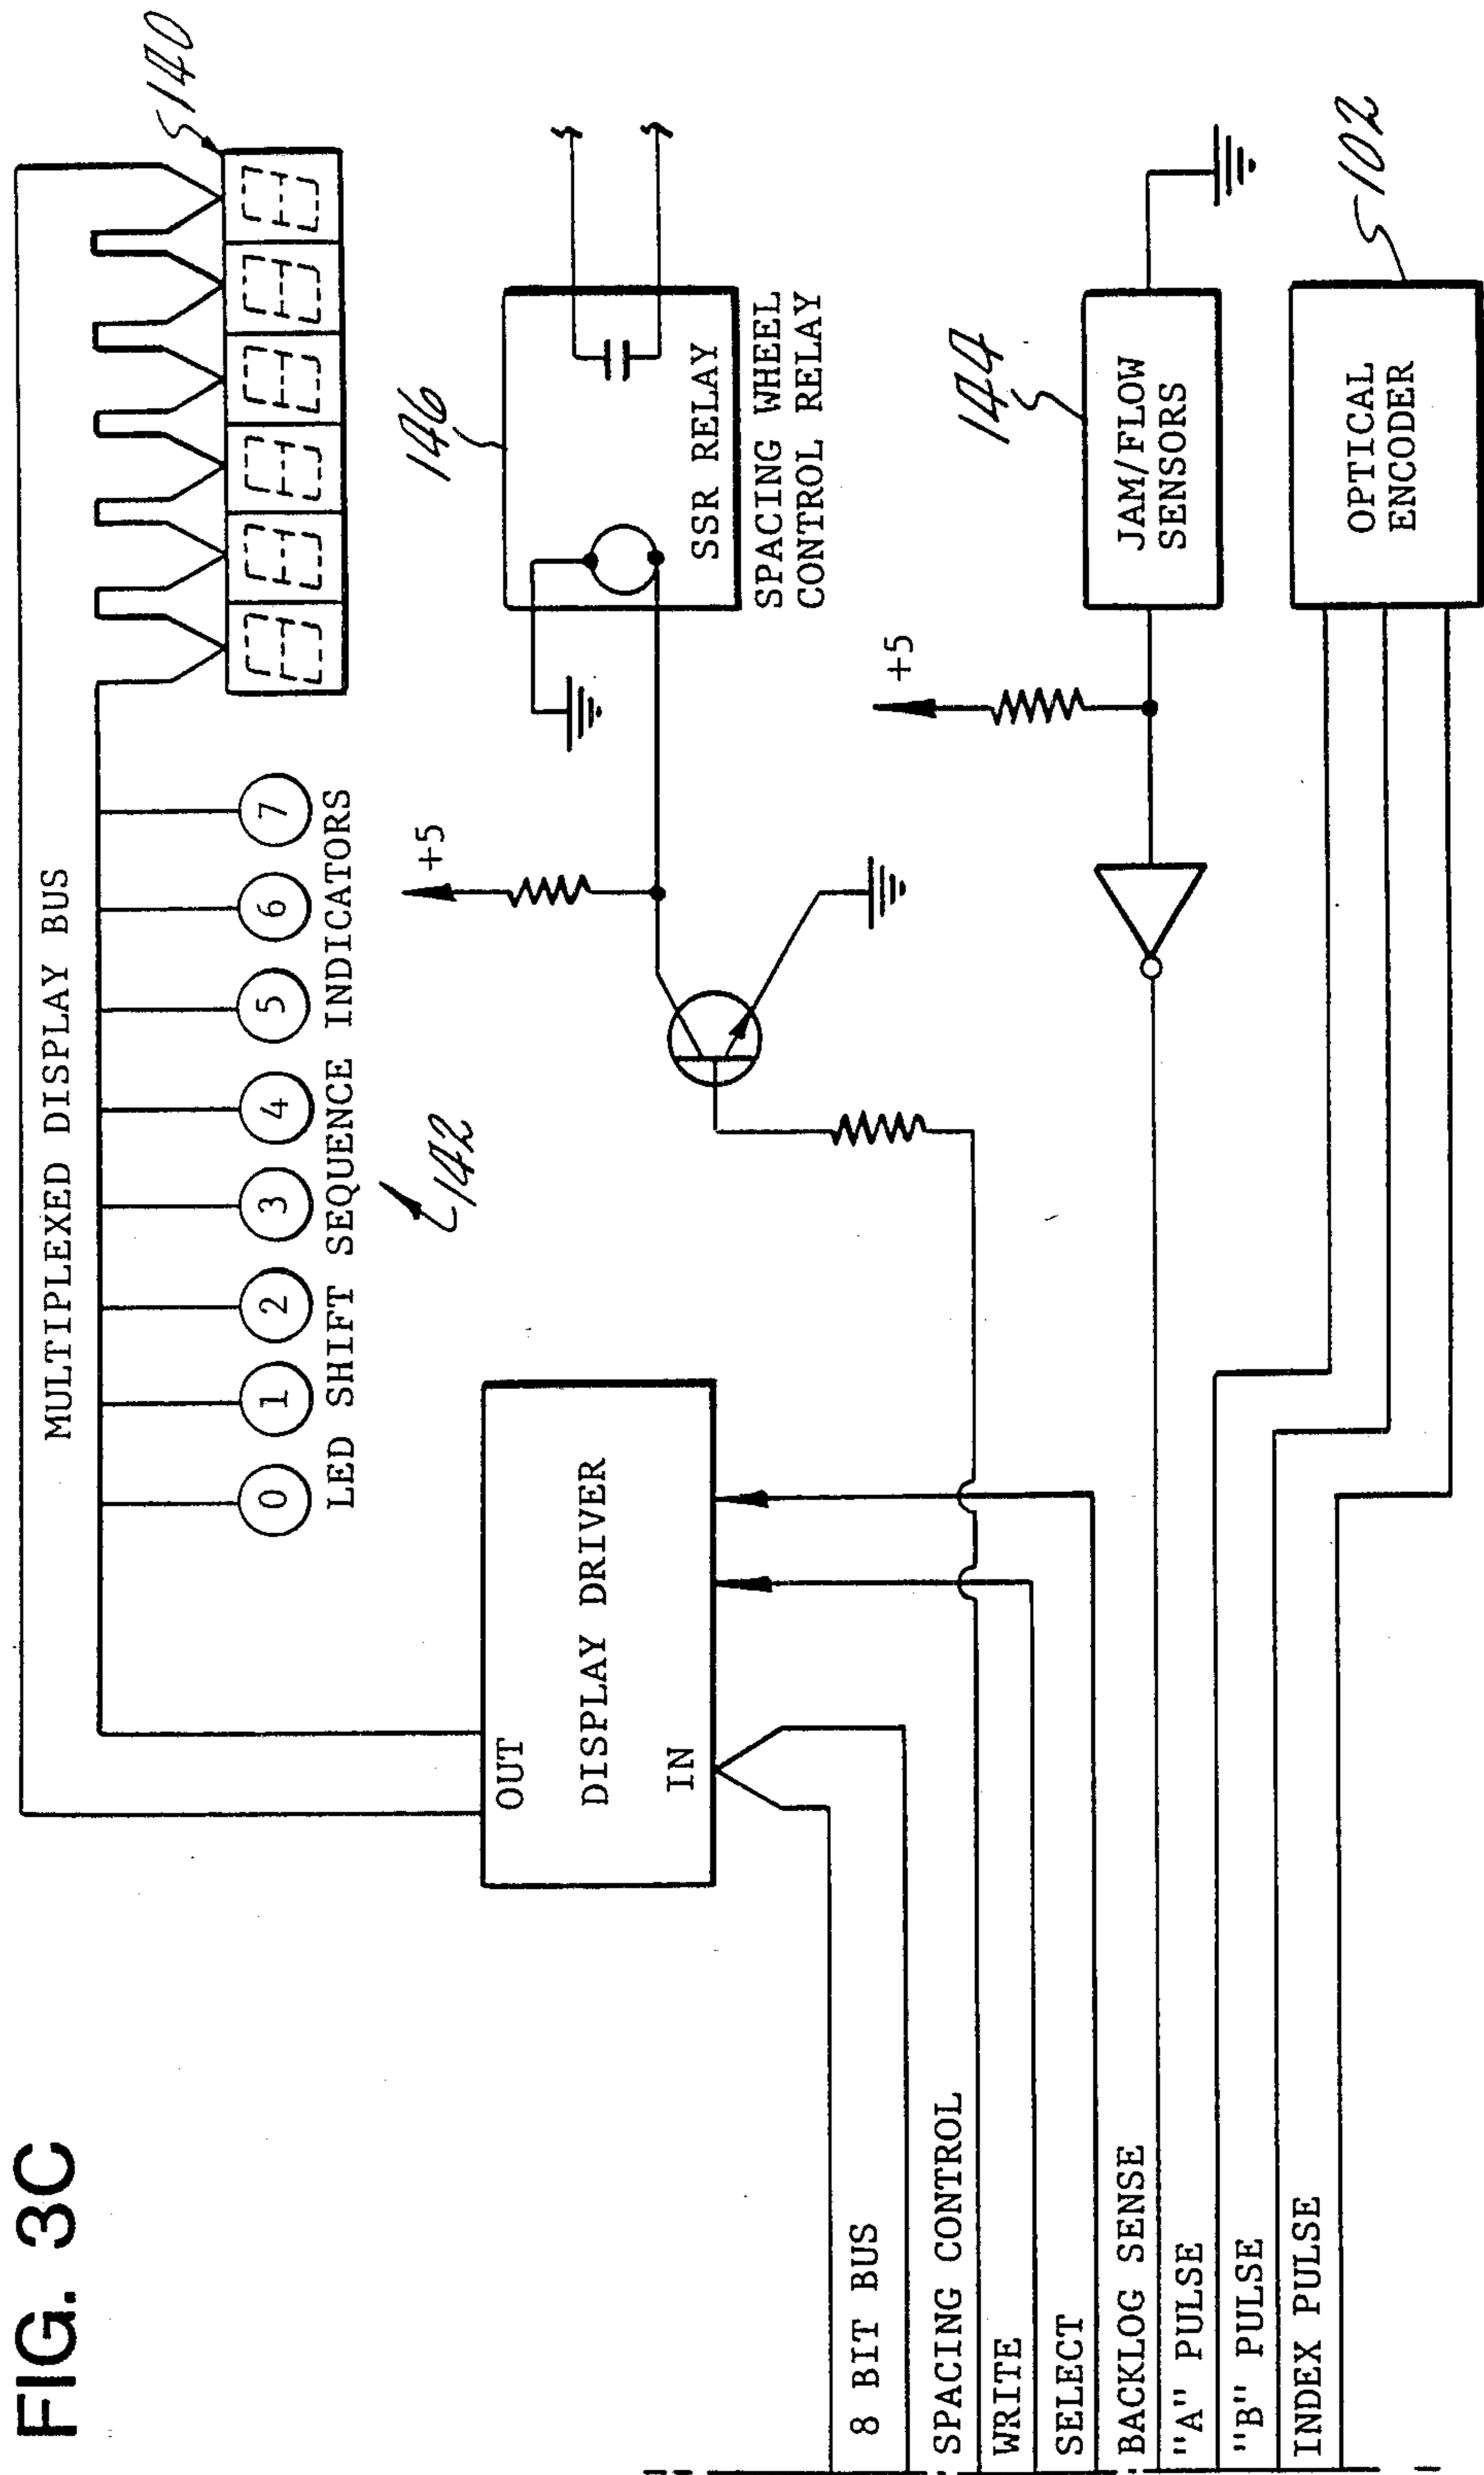 FIG. 3C
MULTIPLEXED DISPLAY BUS
140
0 1 2 3 4 5 6 7
LED SHIFT SEQUENCE INDICATORS
142
OUT
DISPLAY DRIVER
IN
+5
146
SSR RELAY
SPACING WHEEL
CONTROL RELAY
+5
144
JAM/FLOW
SENSORS
102
OPTICAL
ENCODER
8 BIT BUS
SPACING CONTROL
WRITE
SELECT
BACKLOG SENSE
"A" PULSE
"B" PULSE
INDEX PULSE